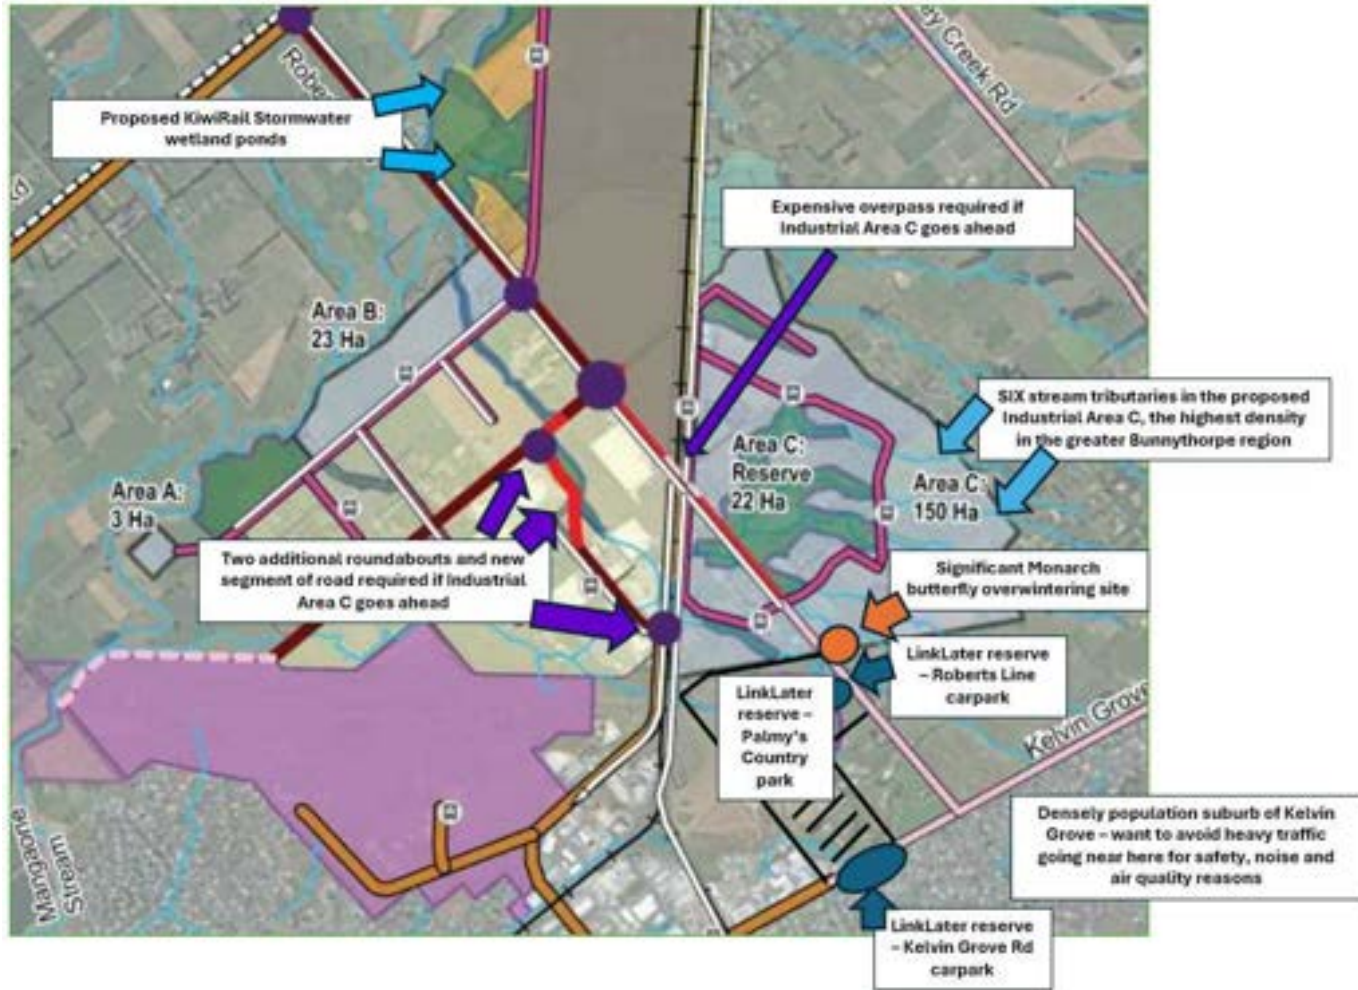 ey Creek Rd
Rober
Proposed KiwiRail Stormwater
wetland ponds
Rd
Expensive overpass required if
Industrial Area C goes ahead
Area B:
23 Ha
SIX stream tributaries in the proposed
Industrial Area C, the highest density
in the greater Bunnythorpe region
Area C:
Reserve
22 Ha
Area C:
150 Ha
Area A:
3 Ha
Two additional roundabouts and new
segment of road required if Industrial
Area C goes ahead
Significant Monarch
butterfly overwintering site
LinkLater reserve
– Roberts Line
carpark
LinkLater
reserve –
Palmy's
Country
park
Kelvin Grove
Densely population suburb of Kelvin
Grove – want to avoid heavy traffic
going near here for safety, noise and
air quality reasons
Mangaone
Stream
LinkLater reserve
– Kelvin Grove Rd
carpark